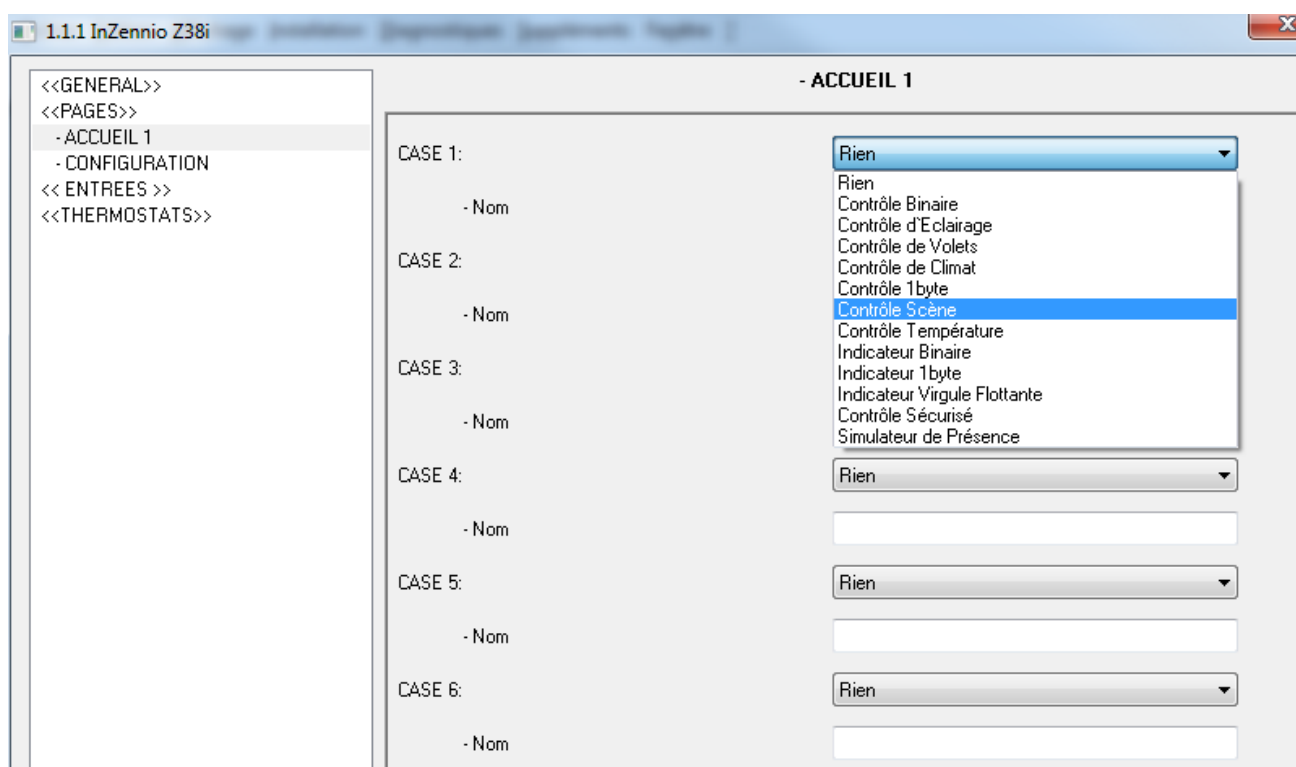 1.1.1 InZennio Z38i
<<GENERAL>>
<<PAGES>>
- ACCUEIL 1
- CONFIGURATION
<< ENTREES >>
<<THERMOSTATS>>
- ACCUEIL 1
CASE 1:
Rien
Rien
Contrôle Binaire
Contrôle d`Eclairage
Contrôle de Volets
Contrôle de Climat
Contrôle 1byte
Contrôle Scène
Contrôle Température
Indicateur Binaire
Indicateur 1byte
Indicateur Virgule Flottante
Contrôle Sécurisé
Simulateur de Présence
- Nom
CASE 2:
- Nom
CASE 3:
- Nom
CASE 4:
Rien
- Nom
CASE 5:
Rien
- Nom
CASE 6:
Rien
- Nom